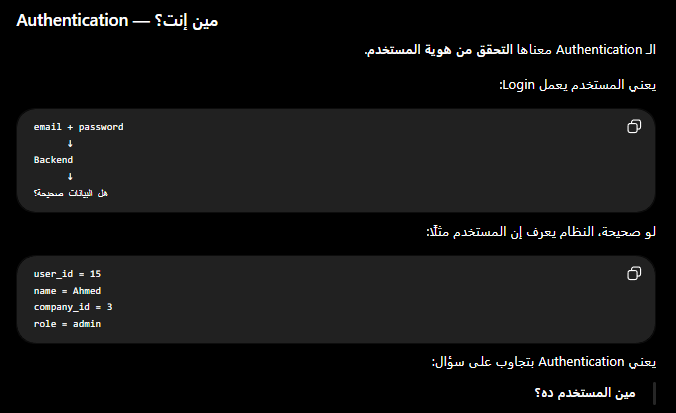 مين إنت؟ — Authentication
الـ Authentication معناها التحقق من هوية المستخدم.
يعني المستخدم يعمل Login:
email + password
↓
Backend
↓
هل البيانات صحيحة؟
لو صحيحة، النظام يعرف إن المستخدم مثلًا:
user_id = 15
name = Ahmed
company_id = 3
role = admin
يعني Authentication بتجاوب على سؤال:
مين المستخدم ده؟